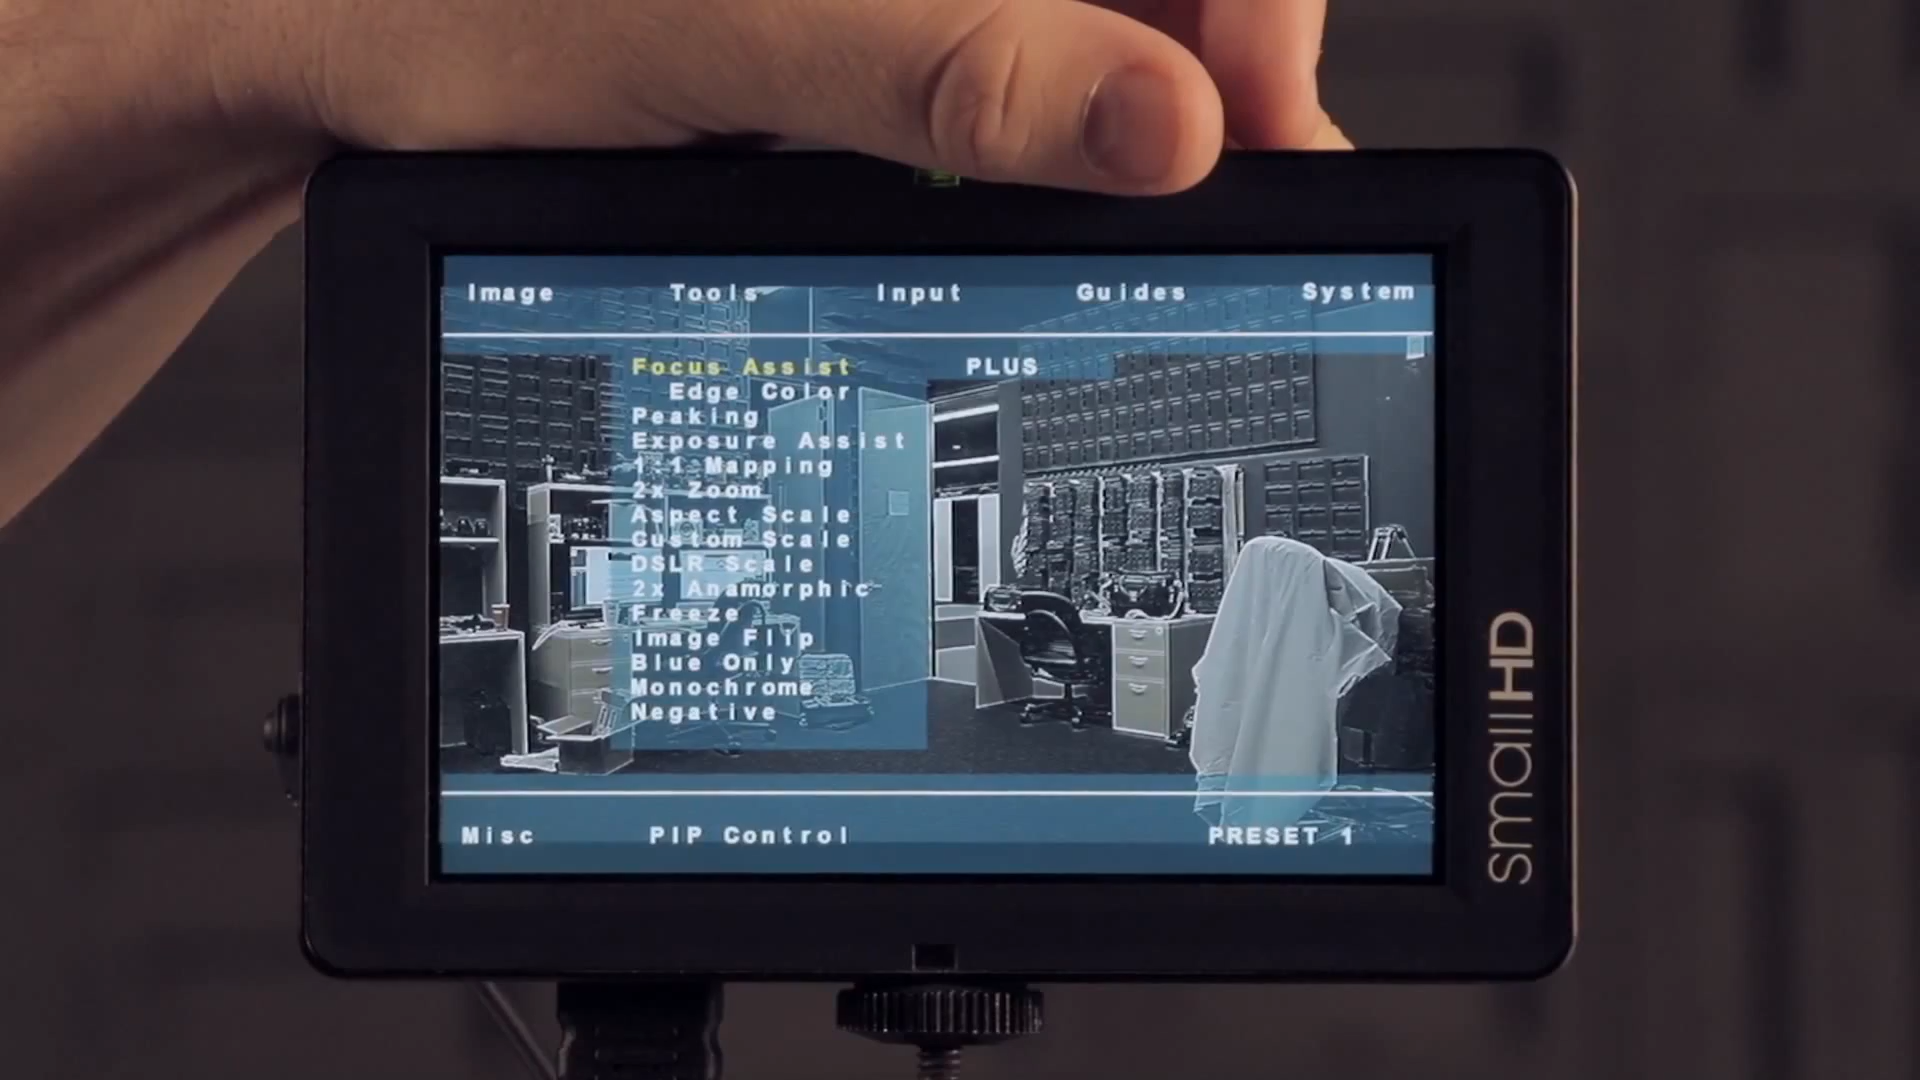 Image Tools Input Guides System
Focus Assist PLUS
Edge Color
Peaking
Exposure Assist
1:1 Mapping
2x Zoom
Aspect Scale
Custom Scale
DSLR Scale
2x Anamorphic
Freeze
Image Flip
Blue Only
Monochrome
Negative
Misc PIP Control PRESET 1
smallHD